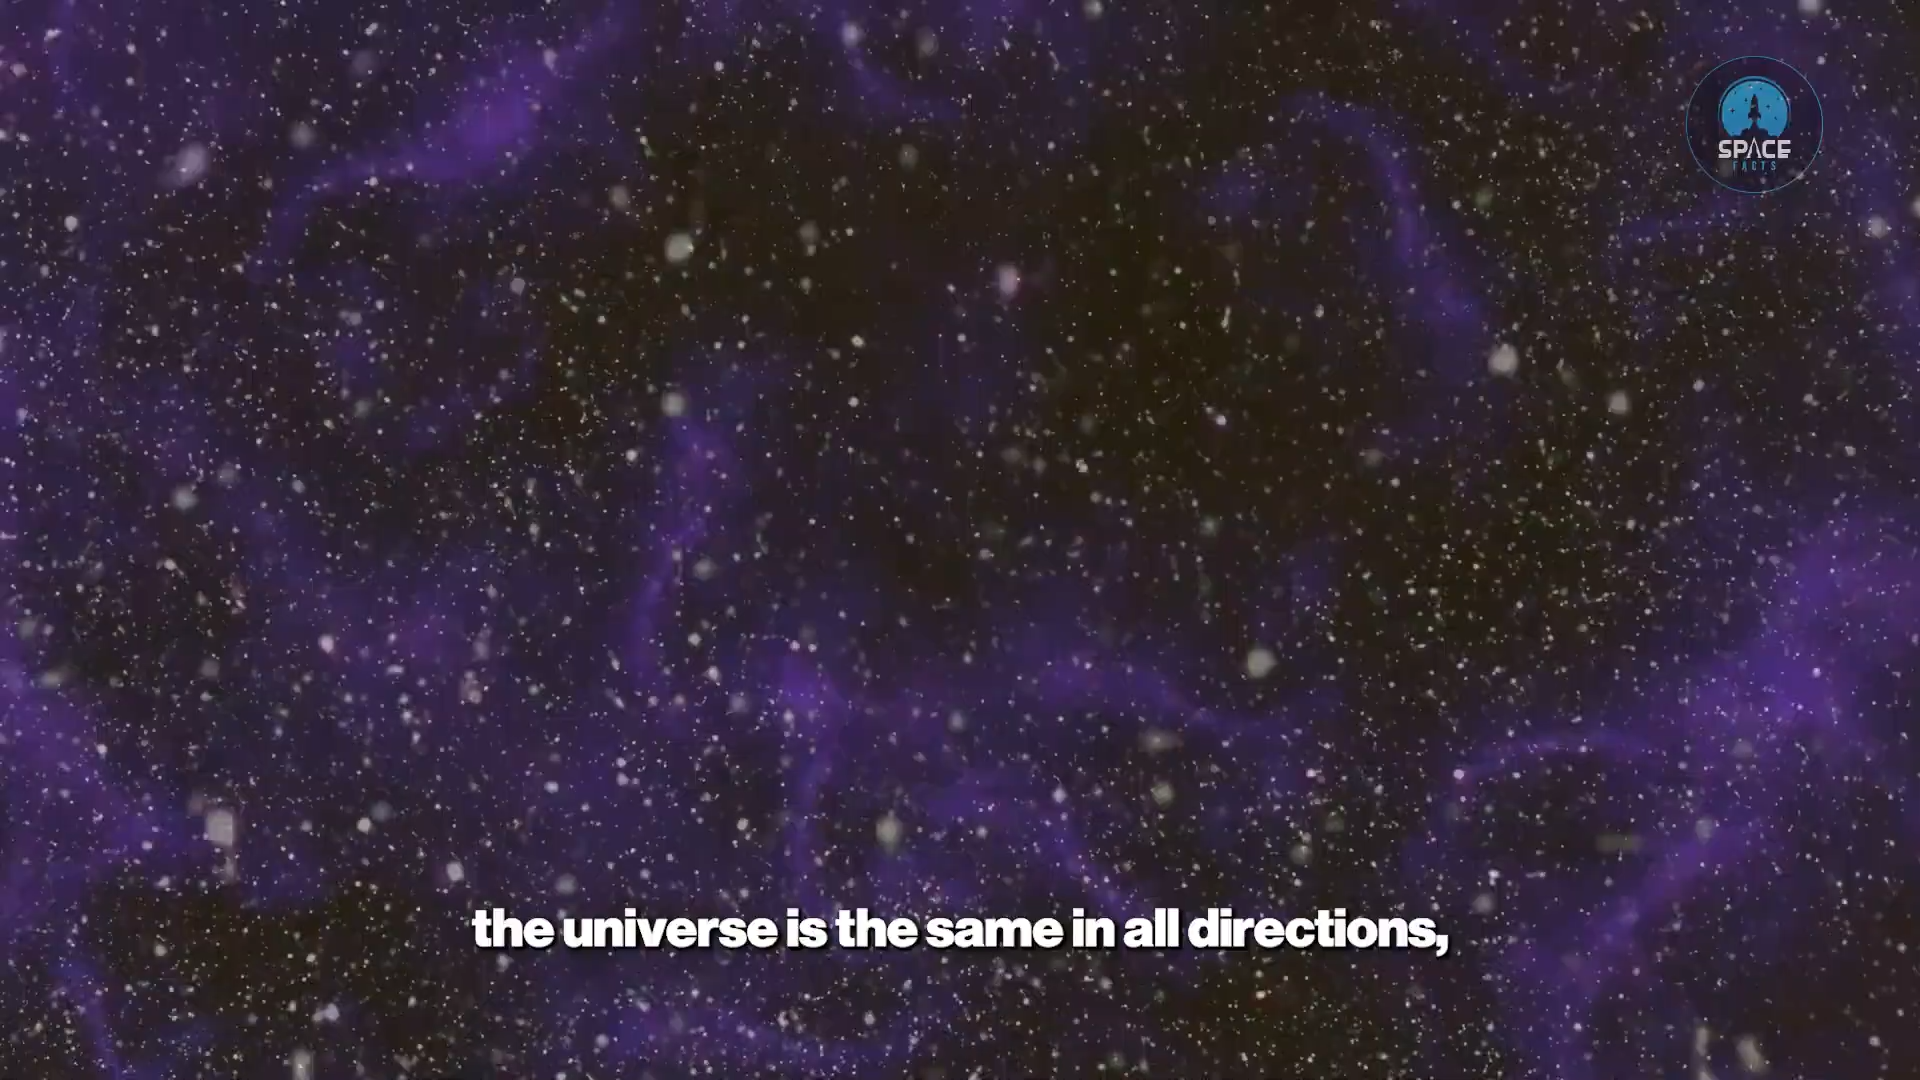 SPACE
FACTS
the universe is the same in all directions,